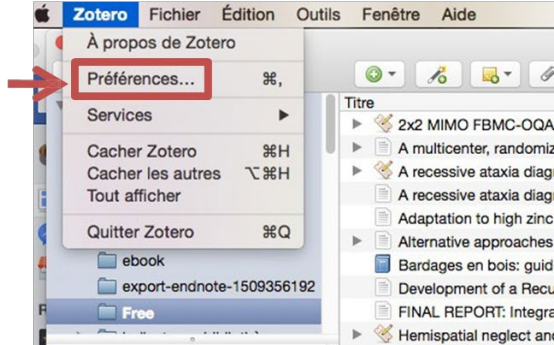 Zotero Fichier Édition Outils Fenêtre Aide
À propos de Zotero
Préférences... ⌘,
Services
Cacher Zotero ⌘H
Cacher les autres ⌥⌘H
Tout afficher
Quitter Zotero ⌘Q
ebook
export-endnote-1509356192
Free
Titre
2x2 MIMO FBMC-OQA
A multicenter, randomiz
A recessive ataxia diagr
A recessive ataxia diagr
Adaptation to high zinc
Alternative approaches
Bardages en bois: guid
Development of a Recu
FINAL REPORT: Integra
Hemispatial neglect and